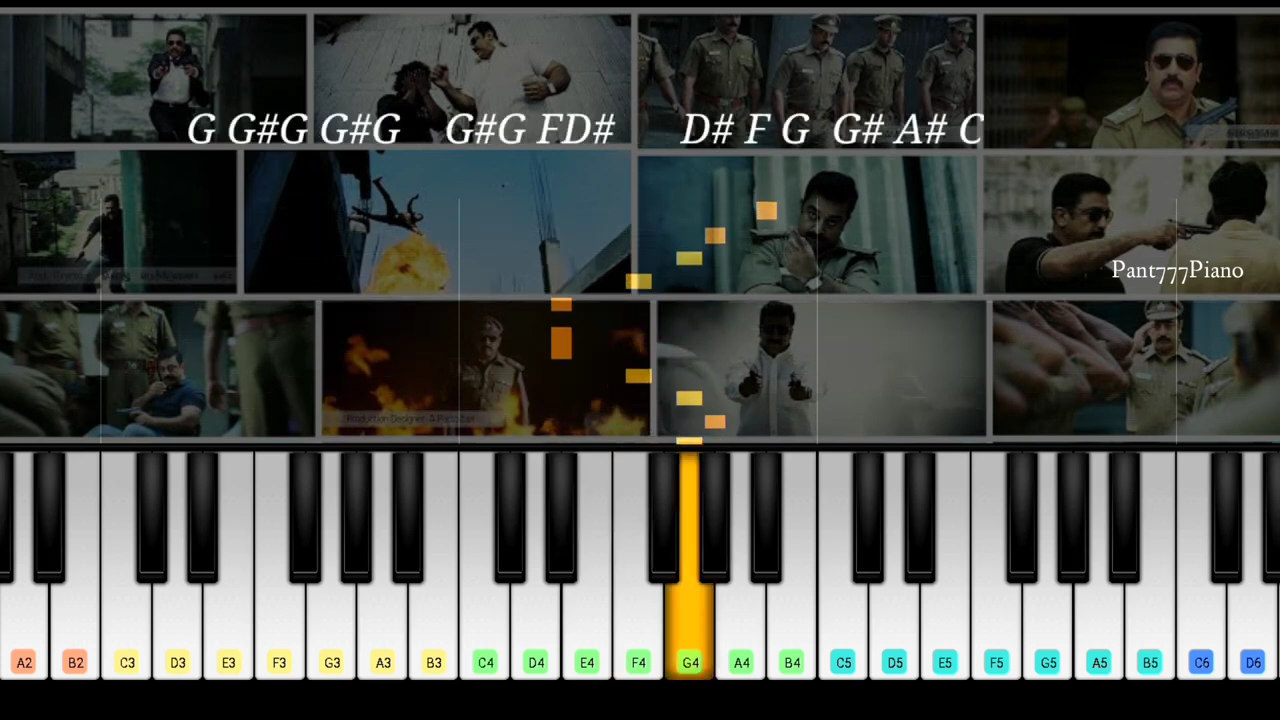 G G#G G#G G#G FD# D# F G G# A# C
Pant777Piano
A2 B2 C3 D3 E3 F3 G3 A3 B3 C4 D4 E4 F4 G4 A4 B4 C5 D5 E5 F5 G5 A5 B5 C6 D6